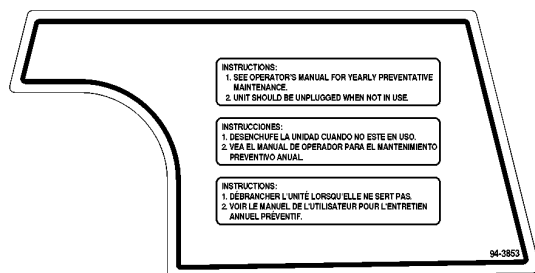 INSTRUCTIONS:
1. SEE OPERATOR'S MANUAL FOR YEARLY PREVENTATIVE
MAINTENANCE.
2. UNIT SHOULD BE UNPLUGGED WHEN NOT IN USE.
INSTRUCCIONES:
1. DESENCHUFE LA UNIDAD CUANDO NO ESTE EN USO.
2. VEA EL MANUAL DE OPERADOR PARA EL MANTENIMIENTO
PREVENTIVO ANUAL.
INSTRUCTIONS:
1. DÉBRANCHER L'UNITÉ LORSQU'ELLE NE SERT PAS.
2. VOIR LE MANUEL DE L'UTILISATEUR POUR L'ENTRETIEN
ANNUEL PRÉVENTIF.
94-3853